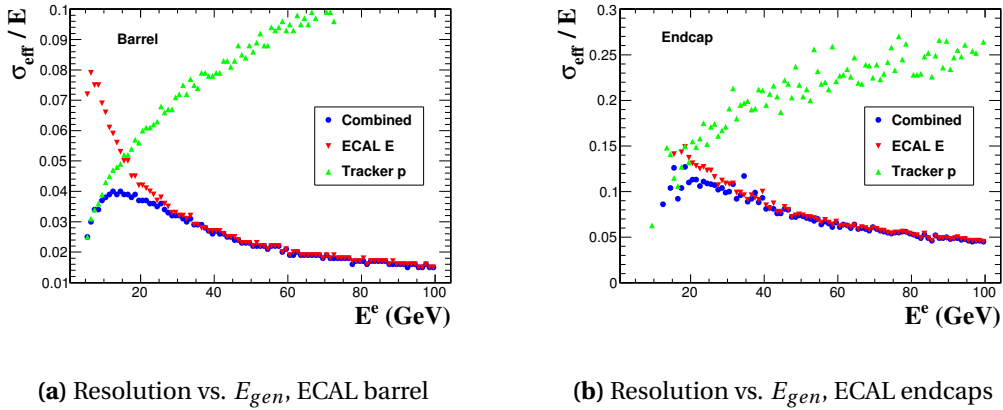 σeff / E
0.1
0.09
0.08
0.07
0.06
0.05
0.04
0.03
0.02
0.01
Barrel
Combined
ECAL E
Tracker p
20 40 60 80 100
Eᵉ (GeV)
σeff / E
0.3
0.25
0.2
0.15
0.1
0.05
0
Endcap
Combined
ECAL E
Tracker p
20 40 60 80 100
Eᵉ (GeV)
(a) Resolution vs. Egen, ECAL barrel
(b) Resolution vs. Egen, ECAL endcaps